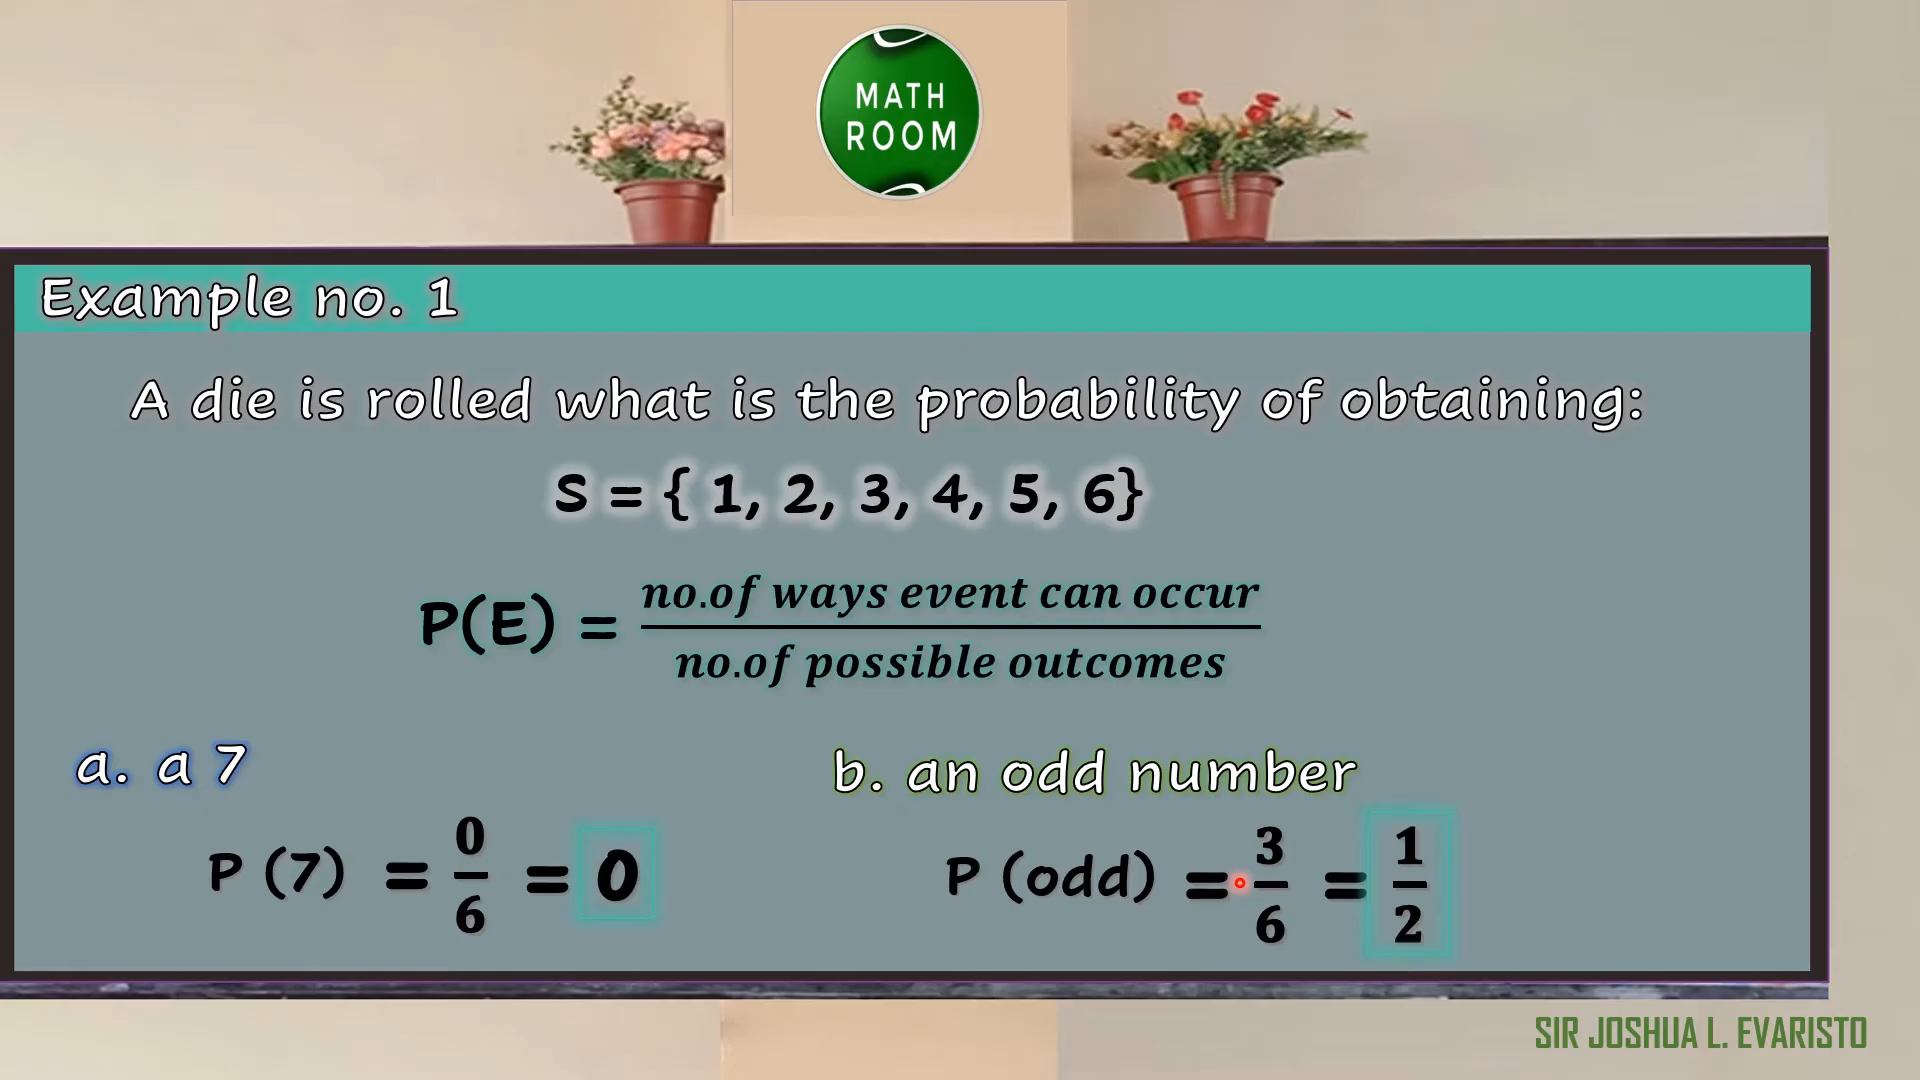 MATH
ROOM
Example no. 1
A die is rolled what is the probability of obtaining:
S = { 1, 2, 3, 4, 5, 6}
P(E) = no.of ways event can occur / no.of possible outcomes
a. a 7
b. an odd number
P (7) = 0/6 = 0
P (odd) = 3/6 = 1/2
SIR JOSHUA L. EVARISTO